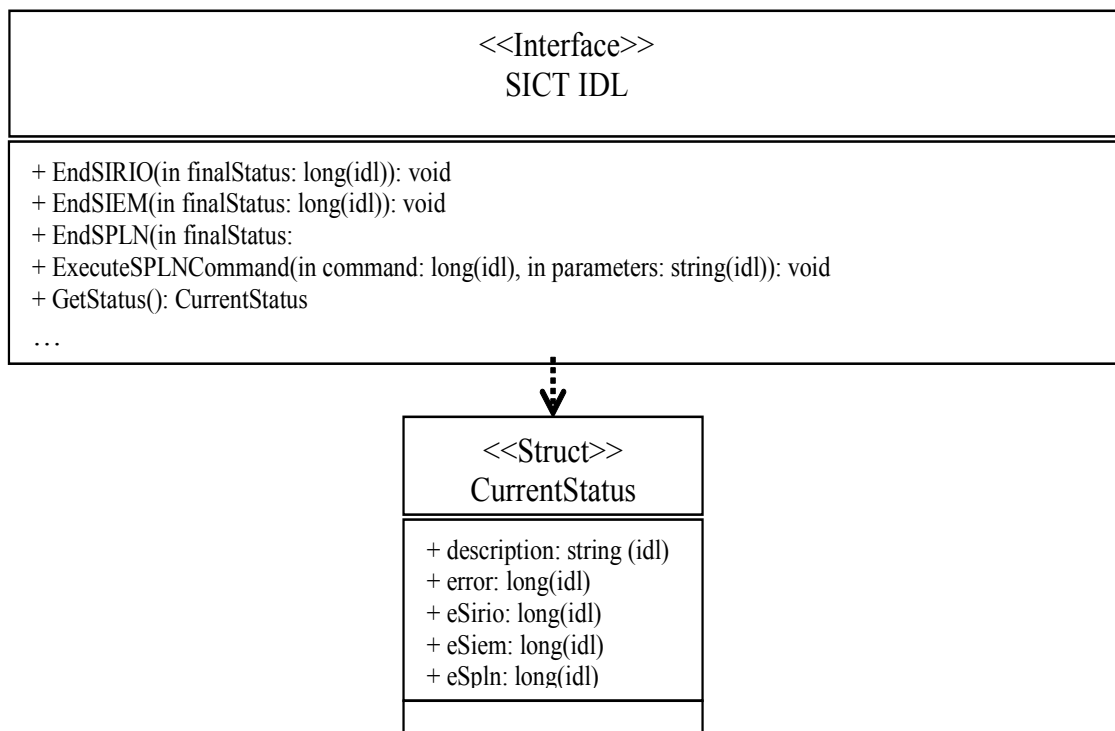 <<Interface>>
SICT IDL
+ EndSIRIO(in finalStatus: long(idl)): void
+ EndSIEM(in finalStatus: long(idl)): void
+ EndSPLN(in finalStatus:
+ ExecuteSPLNCommand(in command: long(idl), in parameters: string(idl)): void
+ GetStatus(): CurrentStatus
…
<<Struct>>
CurrentStatus
+ description: string (idl)
+ error: long(idl)
+ eSirio: long(idl)
+ eSiem: long(idl)
+ eSpln: long(idl)